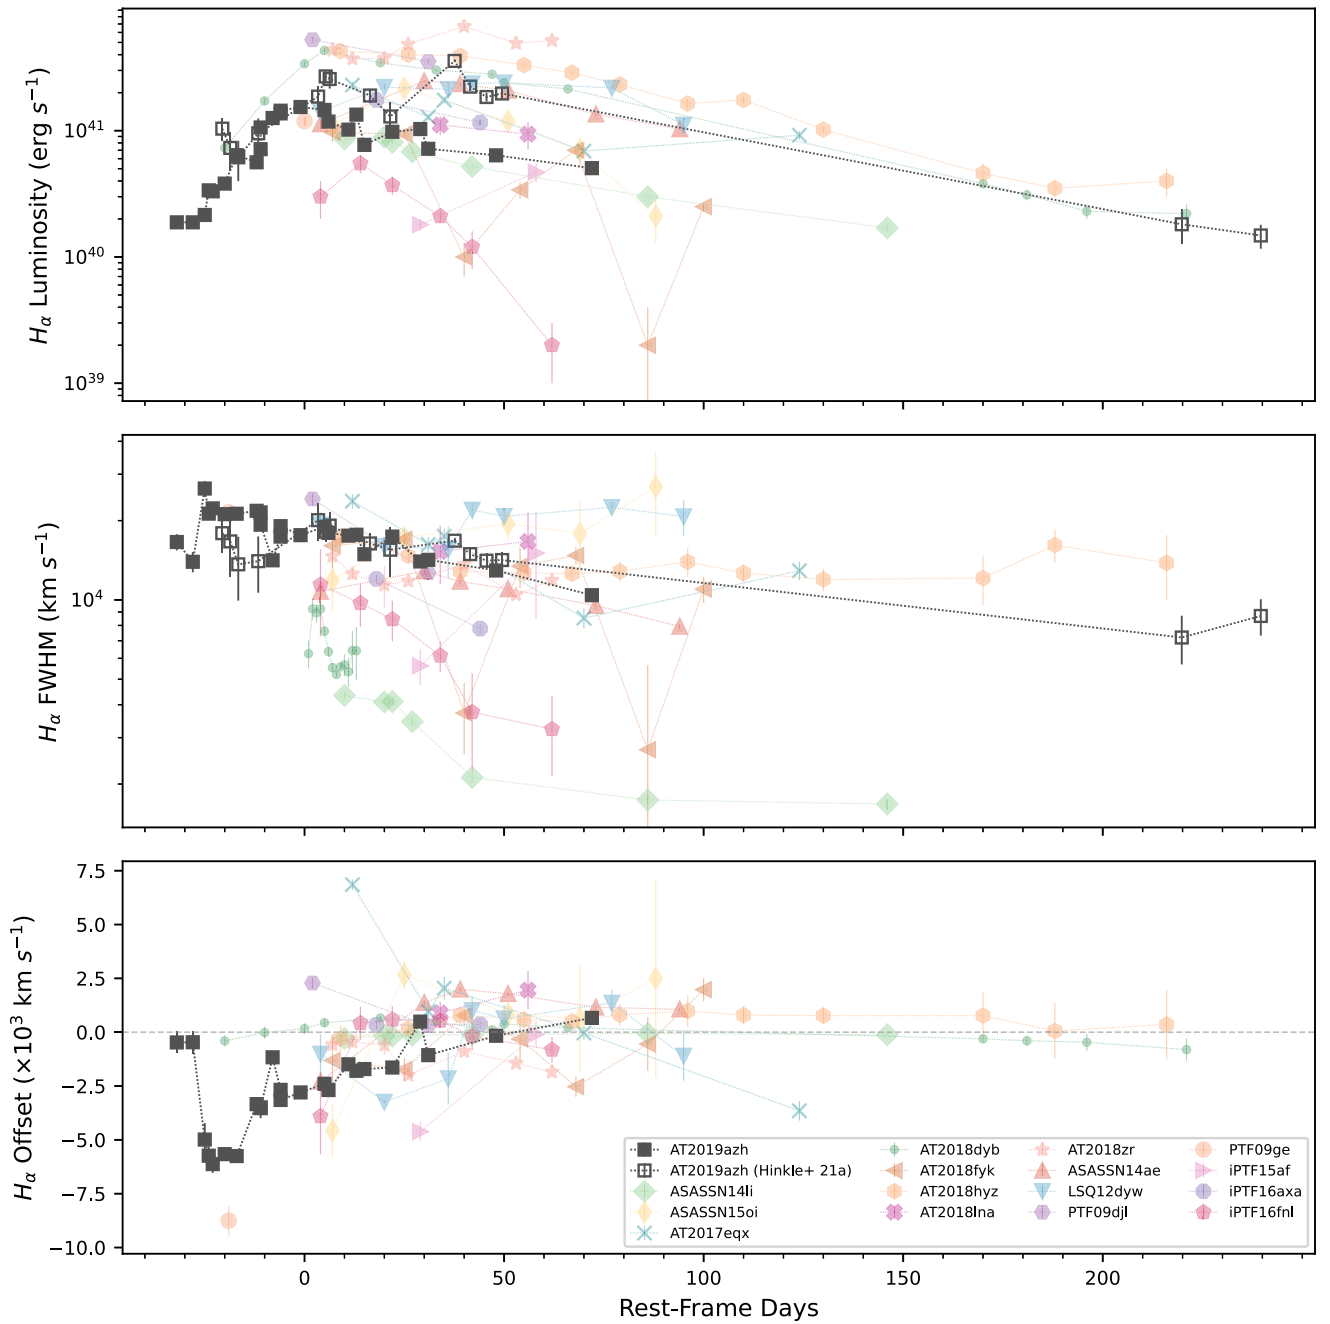 10^41
10^40
10^39
H_α Luminosity (erg s^−1)
10^4
H_α FWHM (km s^−1)
7.5
5.0
2.5
0.0
−2.5
−5.0
−7.5
−10.0
H_α Offset (×10^3 km s^−1)
AT2019azh
AT2019azh (Hinkle+ 21a)
ASASSN14li
ASASSN15oi
AT2017eqx
AT2018dyb
AT2018fyk
AT2018hyz
AT2018lna
AT2018zr
ASASSN14ae
LSQ12dyw
PTF09djl
PTF09ge
iPTF15af
iPTF16axa
iPTF16fnl
0 50 100 150 200
Rest-Frame Days